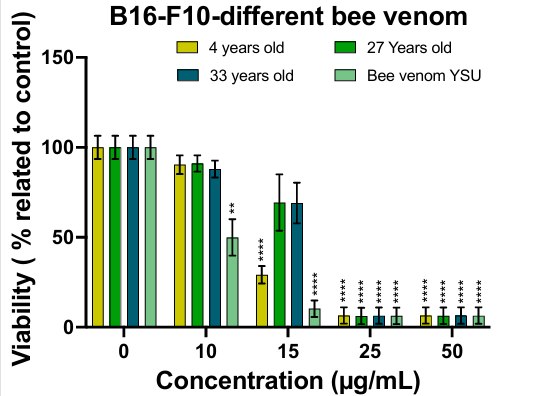 B16-F10-different bee venom
4 years old
27 Years old
33 years old
Bee venom YSU
Viability ( % related to control)
150
100
50
0
**
****
****
****
****
****
****
****
****
****
****
0
10
15
25
50
Concentration (µg/mL)